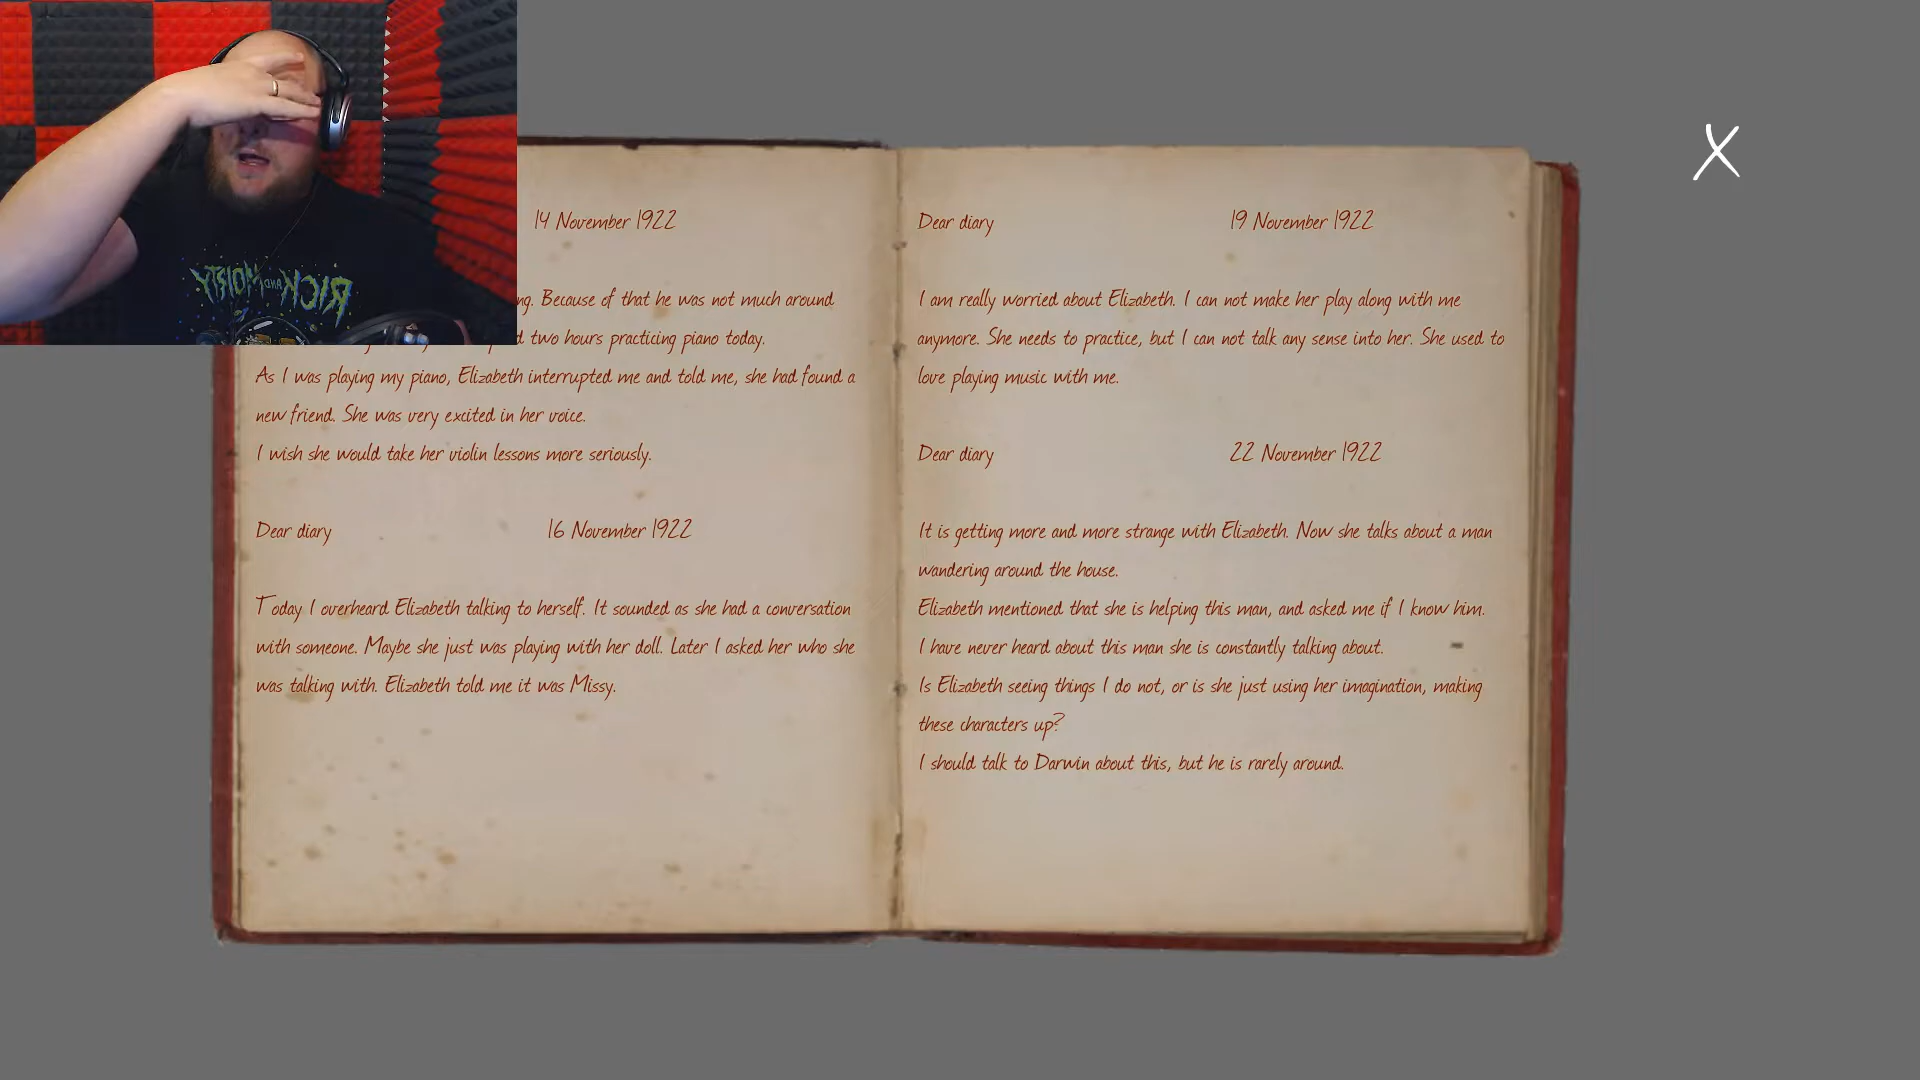 RICK AND MORTY
14 November 1922
Because of that he was not much around
two hours practicing piano today.
As I was playing my piano, Elizabeth interrupted me and told me, she had found a
new friend. She was very excited in her voice.
I wish she would take her violin lessons more seriously.
Dear diary 16 November 1922
Today I overheard Elizabeth talking to herself. It sounded as she had a conversation
with someone. Maybe she just was playing with her doll. Later I asked her who she
was talking with. Elizabeth told me it was Missy.
Dear diary 19 November 1922
I am really worried about Elizabeth. I can not make her play along with me
anymore. She needs to practice, but I can not talk any sense into her. She used to
love playing music with me.
Dear diary 22 November 1922
It is getting more and more strange with Elizabeth. Now she talks about a man
wandering around the house.
Elizabeth mentioned that she is helping this man, and asked me if I know him.
I have never heard about this man she is constantly talking about.
Is Elizabeth seeing things I do not, or is she just using her imagination, making
these characters up?
I should talk to Darwin about this, but he is rarely around.
X